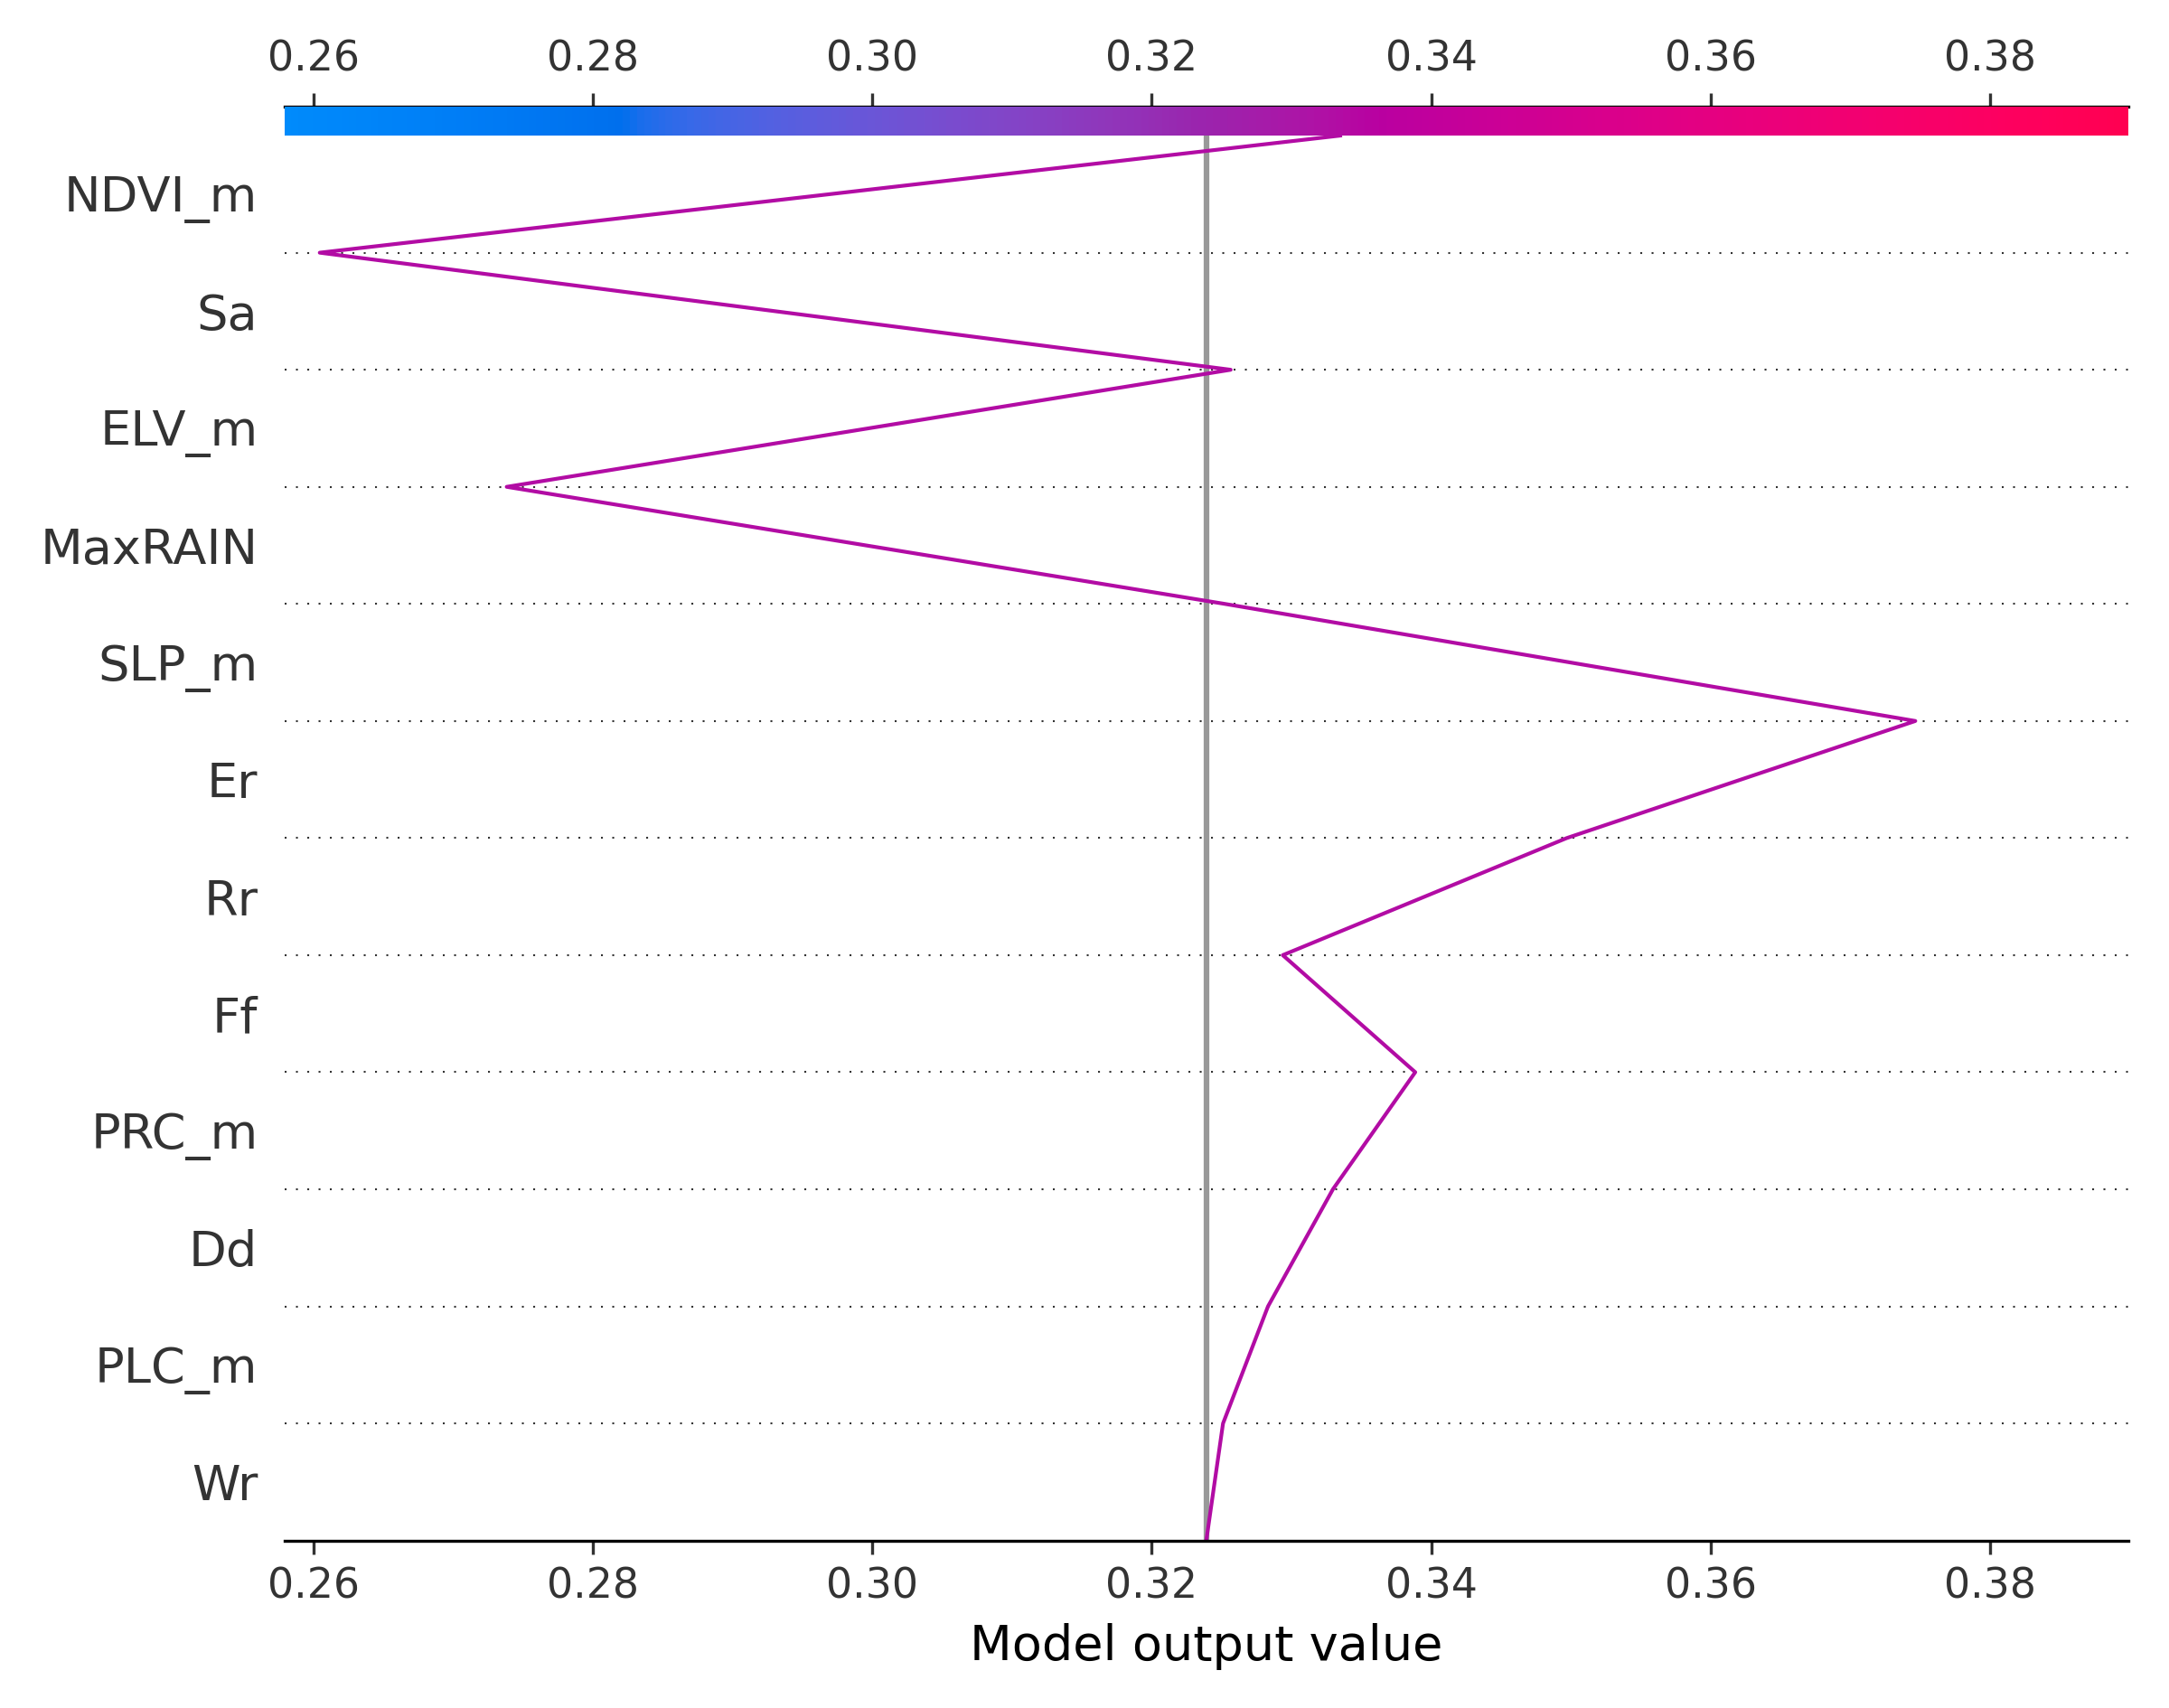 0.26 0.28 0.30 0.32 0.34 0.36 0.38
NDVI_m
Sa
ELV_m
MaxRAIN
SLP_m
Er
Rr
Ff
PRC_m
Dd
PLC_m
Wr
0.26 0.28 0.30 0.32 0.34 0.36 0.38
Model output value